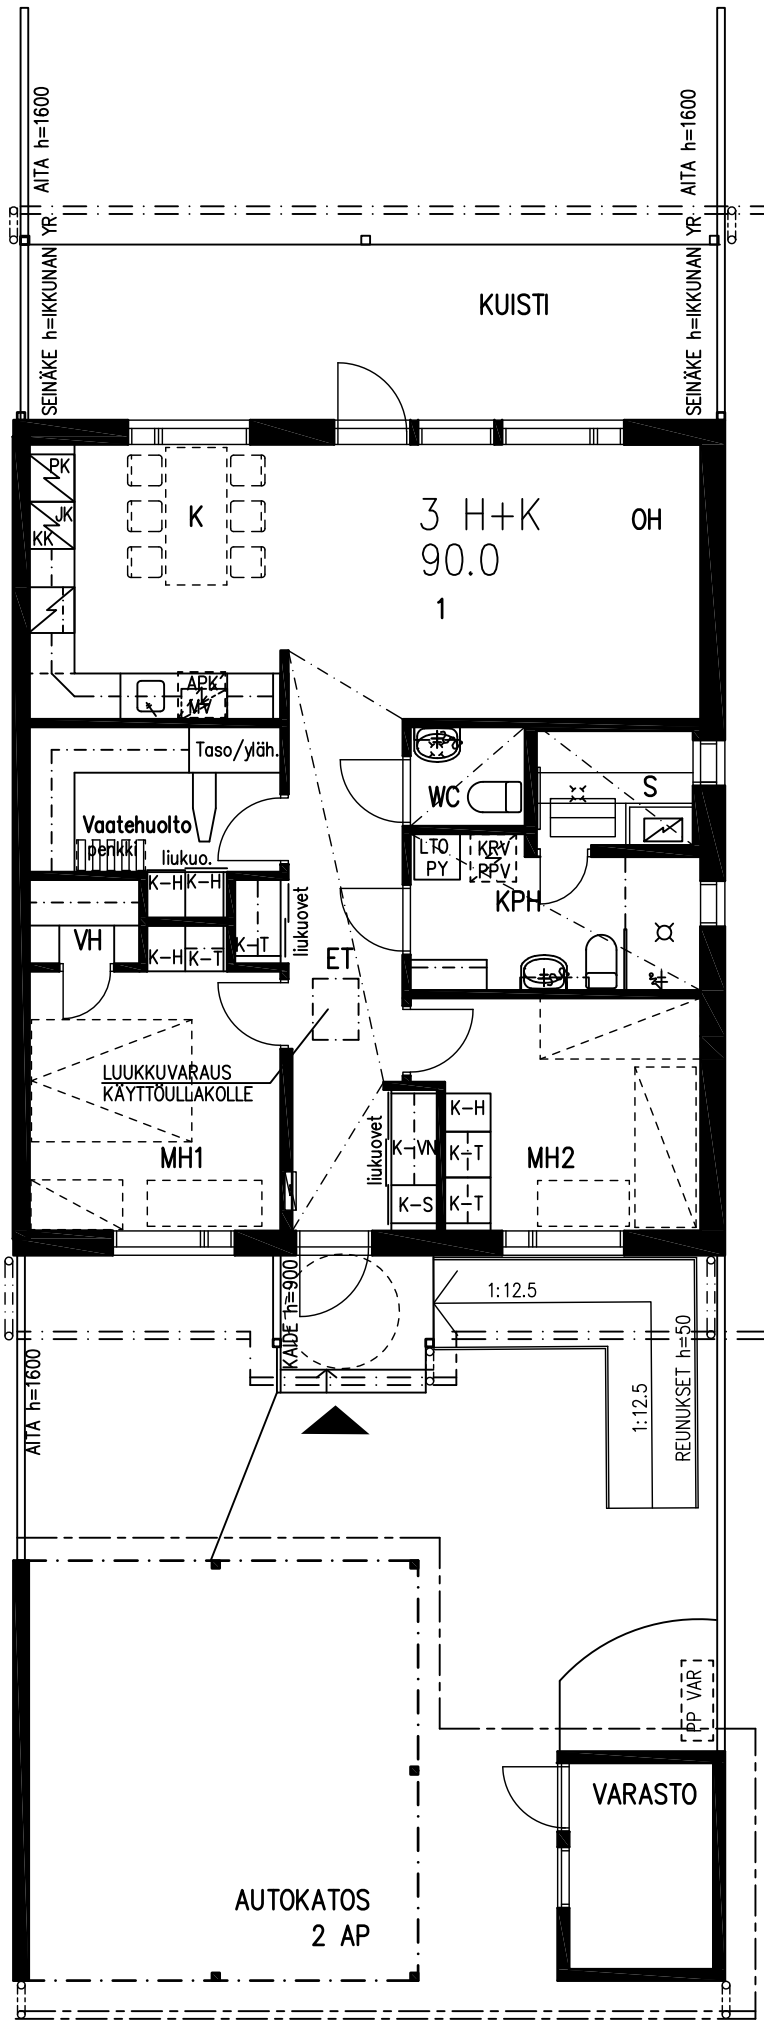 AITA h=1600
AITA h=1600
SEINÄKE h=IKKUNAN YR.
SEINÄKE h=IKKUNAN YR.
KUISTI
PK
JK
KK
K
3 H+K
90.0
1
OH
APK
MV
Taso/yläh.
Vaatehuolto
penkki
liukuo.
WC
S
LTO
PY
KRV
RPV
KPH
K-H
K-H
K-H
K-T
K-T
VH
liukuovet
ET
LUUKKUVARAUS
KÄYTTÖULLAKOLLE
MH1
liukuovet
K-VN
K-S
K-H
K-T
K-T
MH2
KAIDE h=900
1:12.5
1:12.5
REUNUKSET h=50
AITA h=1600
PP VAR
VARASTO
AUTOKATOS
2 AP